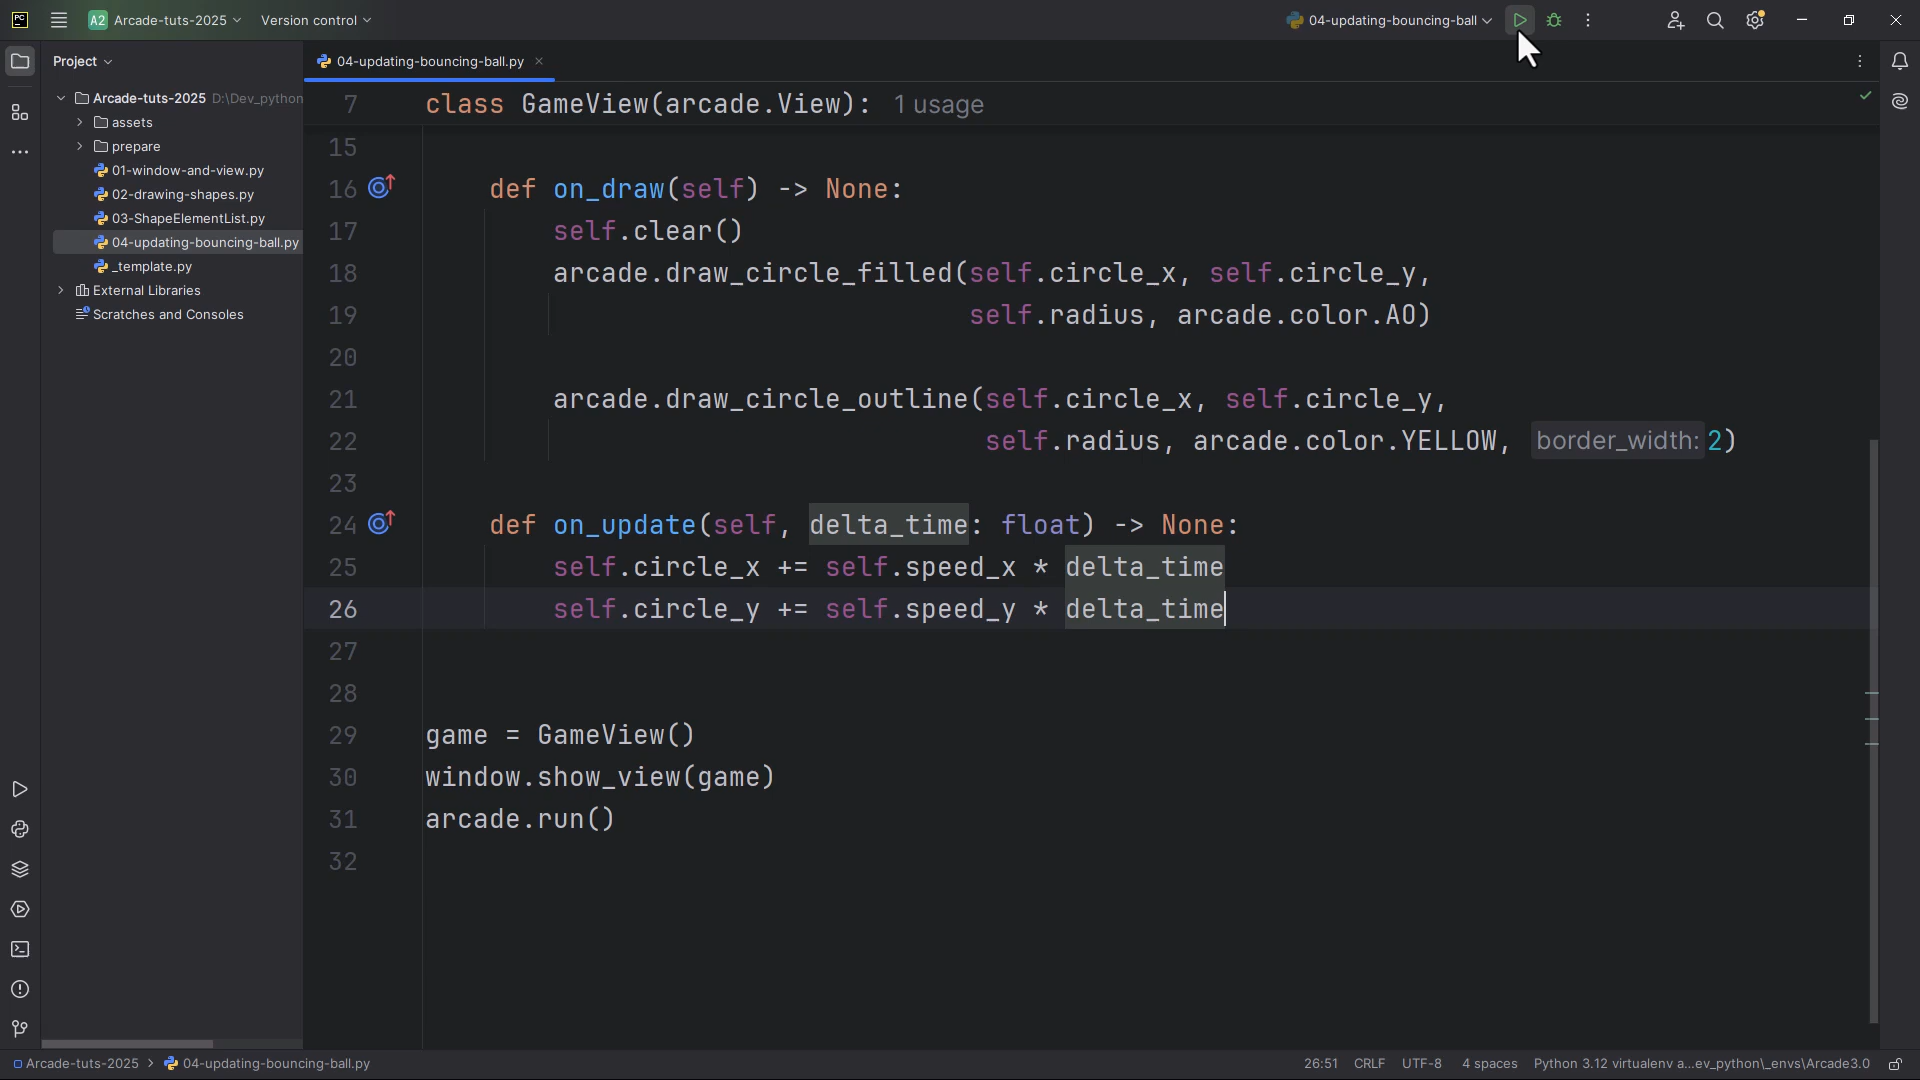 PC
A2 Arcade-tuts-2025
Version control
04-updating-bouncing-ball
Project
04-updating-bouncing-ball.py
Arcade-tuts-2025 D:\Dev_python
assets
prepare
01-window-and-view.py
02-drawing-shapes.py
03-ShapeElementList.py
04-updating-bouncing-ball.py
_template.py
External Libraries
Scratches and Consoles
7 class GameView(arcade.View): 1 usage
15
16 def on_draw(self) -> None:
17 self.clear()
18 arcade.draw_circle_filled(self.circle_x, self.circle_y,
19 self.radius, arcade.color.AO)
20
21 arcade.draw_circle_outline(self.circle_x, self.circle_y,
22 self.radius, arcade.color.YELLOW, border_width: 2)
23
24 def on_update(self, delta_time: float) -> None:
25 self.circle_x += self.speed_x * delta_time
26 self.circle_y += self.speed_y * delta_time
27
28
29 game = GameView()
30 window.show_view(game)
31 arcade.run()
32
Arcade-tuts-2025 > 04-updating-bouncing-ball.py
26:51 CRLF UTF-8 4 spaces Python 3.12 virtualenv a...ev_python\_envs\Arcade3.0